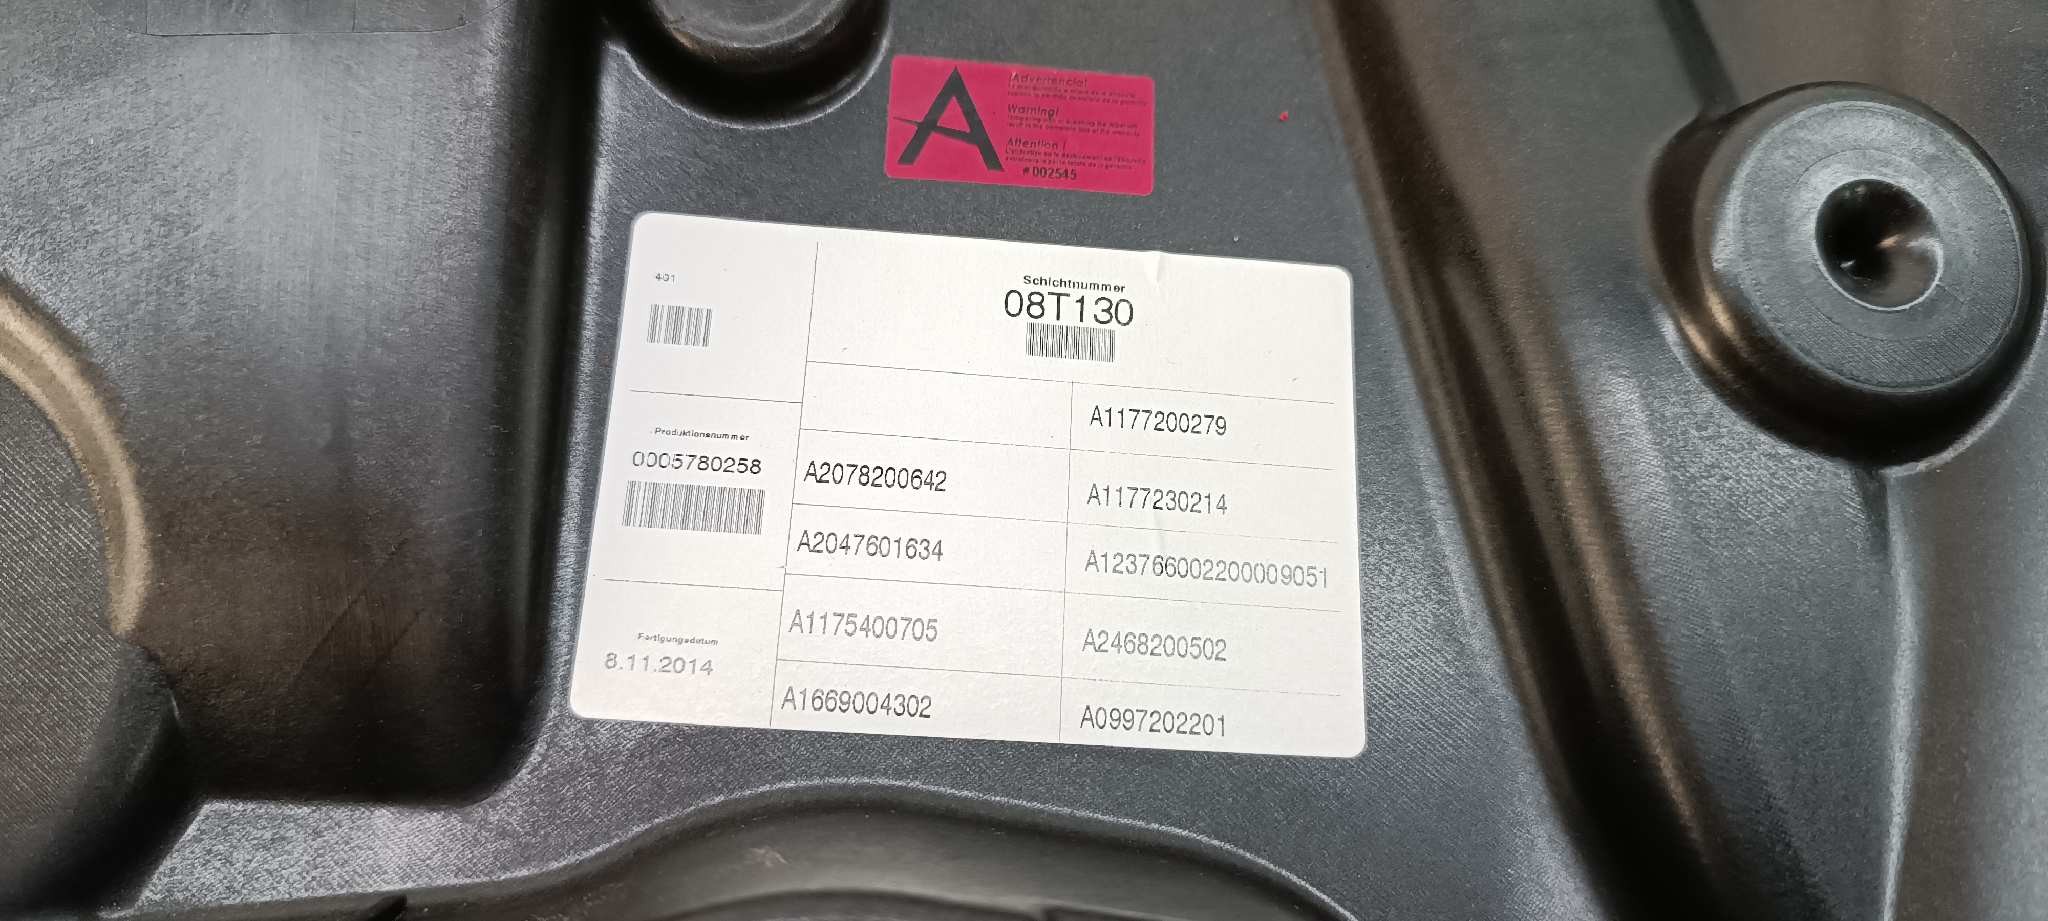 A
¡Advertencia!
Warning!
Attention !
#002545
401
Schichtnummer
08T130
A1177200279
Produktionsnummer
0005780258
A2078200642
A1177230214
A2047601634
A123766002200009051
Fertigungsdatum
8.11.2014
A1175400705
A2468200502
A1669004302
A0997202201